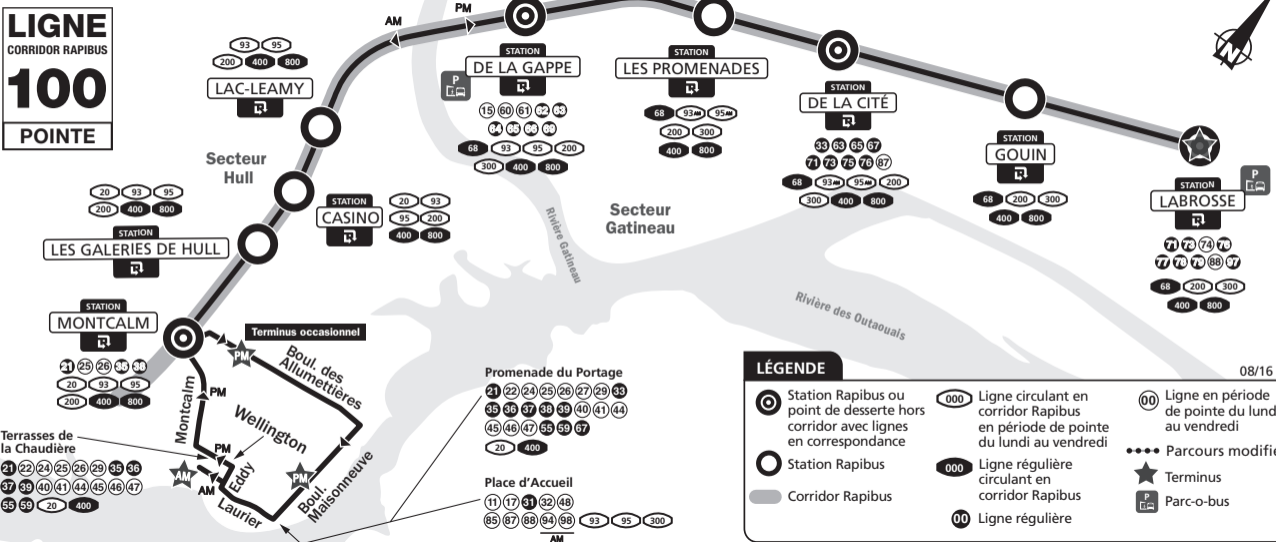 LIGNE
CORRIDOR RAPIBUS
100
POINTE
AM
PM
93 95
200 400 800
LAC-LEAMY
STATION
DE LA GAPPE
P
15 60 61 62 63
64 65 66 69
68 93 95 200
300 400 800
STATION
LES PROMENADES
68 93AM 95AM
200 300
400 800
STATION
DE LA CITÉ
33 63 65 67
71 73 75 76 87
68 93AM 95AM 200
300 400 800
STATION
GOUIN
68 200 300
400 800
N
P
STATION
LABROSSE
71 73 74 76
77 78 79 88 97
68 200 300
400 800
Secteur
Hull
Secteur
Gatineau
Rivière Gatineau
Rivière des Outaouais
STATION
CASINO
20 93
95 200
400 800
20 93 95
200 400 800
STATION
LES GALERIES DE HULL
STATION
MONTCALM
21 25 26 35 38
20 93 95
200 400 800
Terminus occasionnel
PM
Boul. des
Allumettières
Montcalm
PM
Wellington
PM
Eddy
AM
AM
Laurier
PM
Boul.
Maisonneuve
Terrasses de
la Chaudière
21 22 24 25 26 29 35 36
37 39 40 41 44 45 46 47
55 59 20 400
Promenade du Portage
21 22 24 25 26 27 29 33
35 36 37 38 39 40 41 44
45 46 47 55 59 67
20 400
Place d'Accueil
11 17 31 32 48
85 87 88 94 98 93 95 300
AM
LÉGENDE
08/16
Station Rapibus ou
point de desserte hors
corridor avec lignes
en correspondance
Station Rapibus
Corridor Rapibus
000 Ligne circulant en
corridor Rapibus
en période de pointe
du lundi au vendredi
000 Ligne régulière
circulant en
corridor Rapibus
00 Ligne régulière
00 Ligne en période
de pointe du lund
au vendredi
Parcours modifié
Terminus
P Parc-o-bus